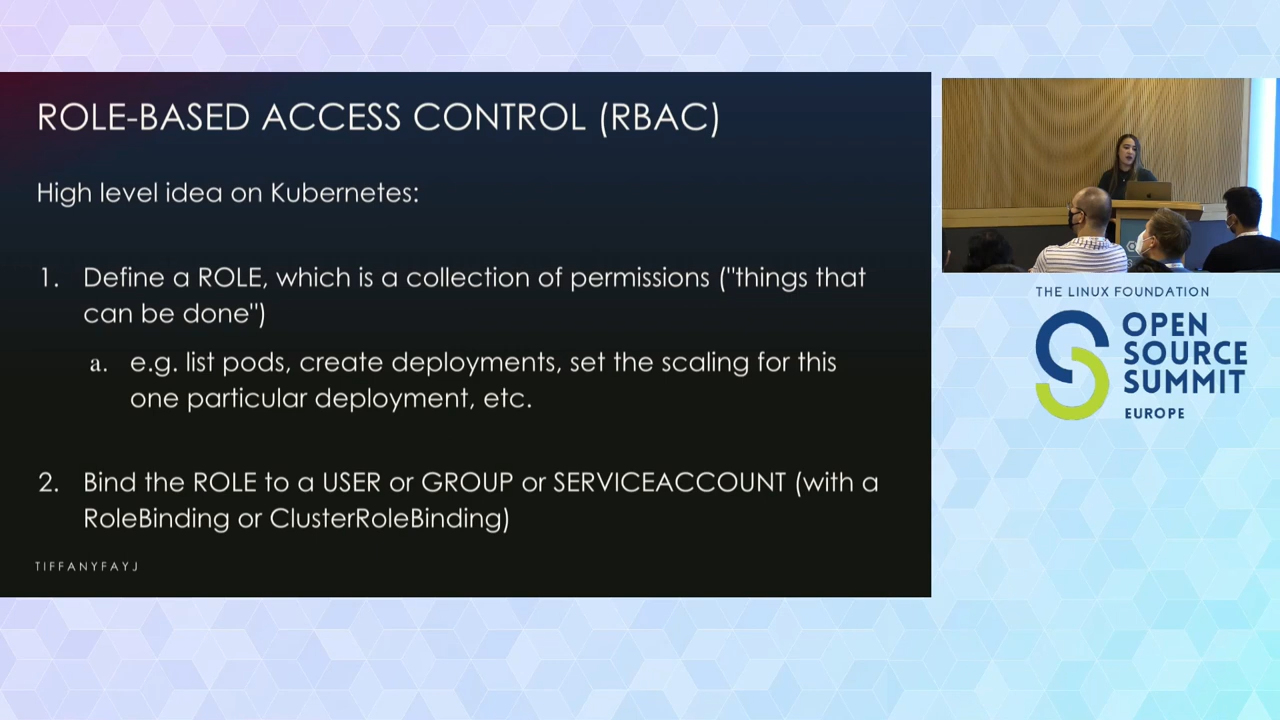 ROLE-BASED ACCESS CONTROL (RBAC)
High level idea on Kubernetes:
1. Define a ROLE, which is a collection of permissions ("things that
can be done")
a. e.g. list pods, create deployments, set the scaling for this
one particular deployment, etc.
2. Bind the ROLE to a USER or GROUP or SERVICEACCOUNT (with a
RoleBinding or ClusterRoleBinding)
TIFFANYFAYJ
THE LINUX FOUNDATION
OPEN
SOURCE
SUMMIT
EUROPE